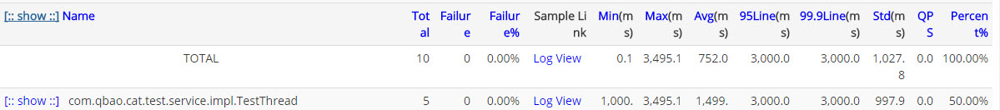 [:: show ::] Name Total Failure Failure% Sample Link Min(ms) Max(ms) Avg(ms) 95Line(ms) 99.9Line(ms) Std(ms) QPS Percent%
TOTAL 10 0 0.00% Log View 0.1 3,495.1 752.0 3,000.0 3,000.0 1,027.8 0.0 100.00%
[:: show ::] com.qbao.cat.test.service.impl.TestThread 5 0 0.00% Log View 1,000. 3,495.1 1,499. 3,000.0 3,000.0 997.9 0.0 50.00%